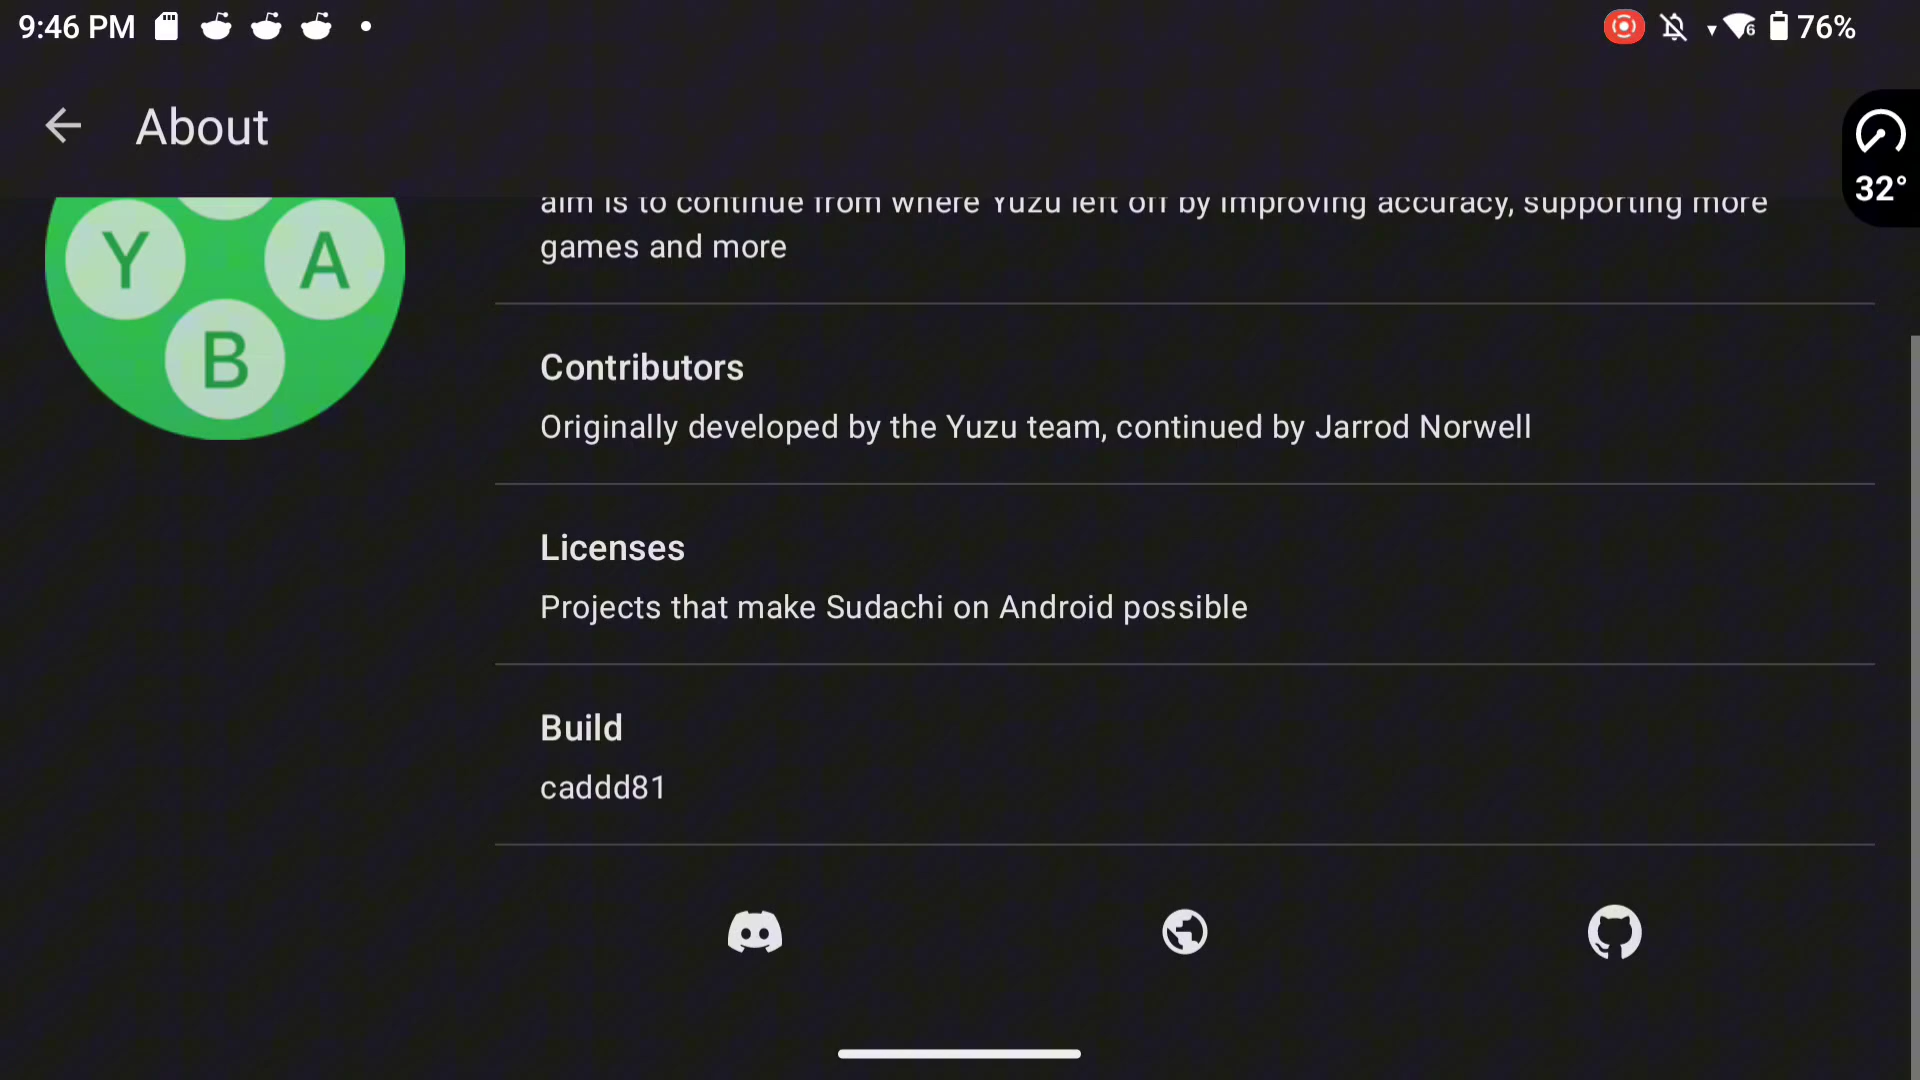 9:46 PM
6
76%
About
32°
aim is to continue from where Yuzu left off by improving accuracy, supporting more
games and more
Y
A
B
Contributors
Originally developed by the Yuzu team, continued by Jarrod Norwell
Licenses
Projects that make Sudachi on Android possible
Build
caddd81